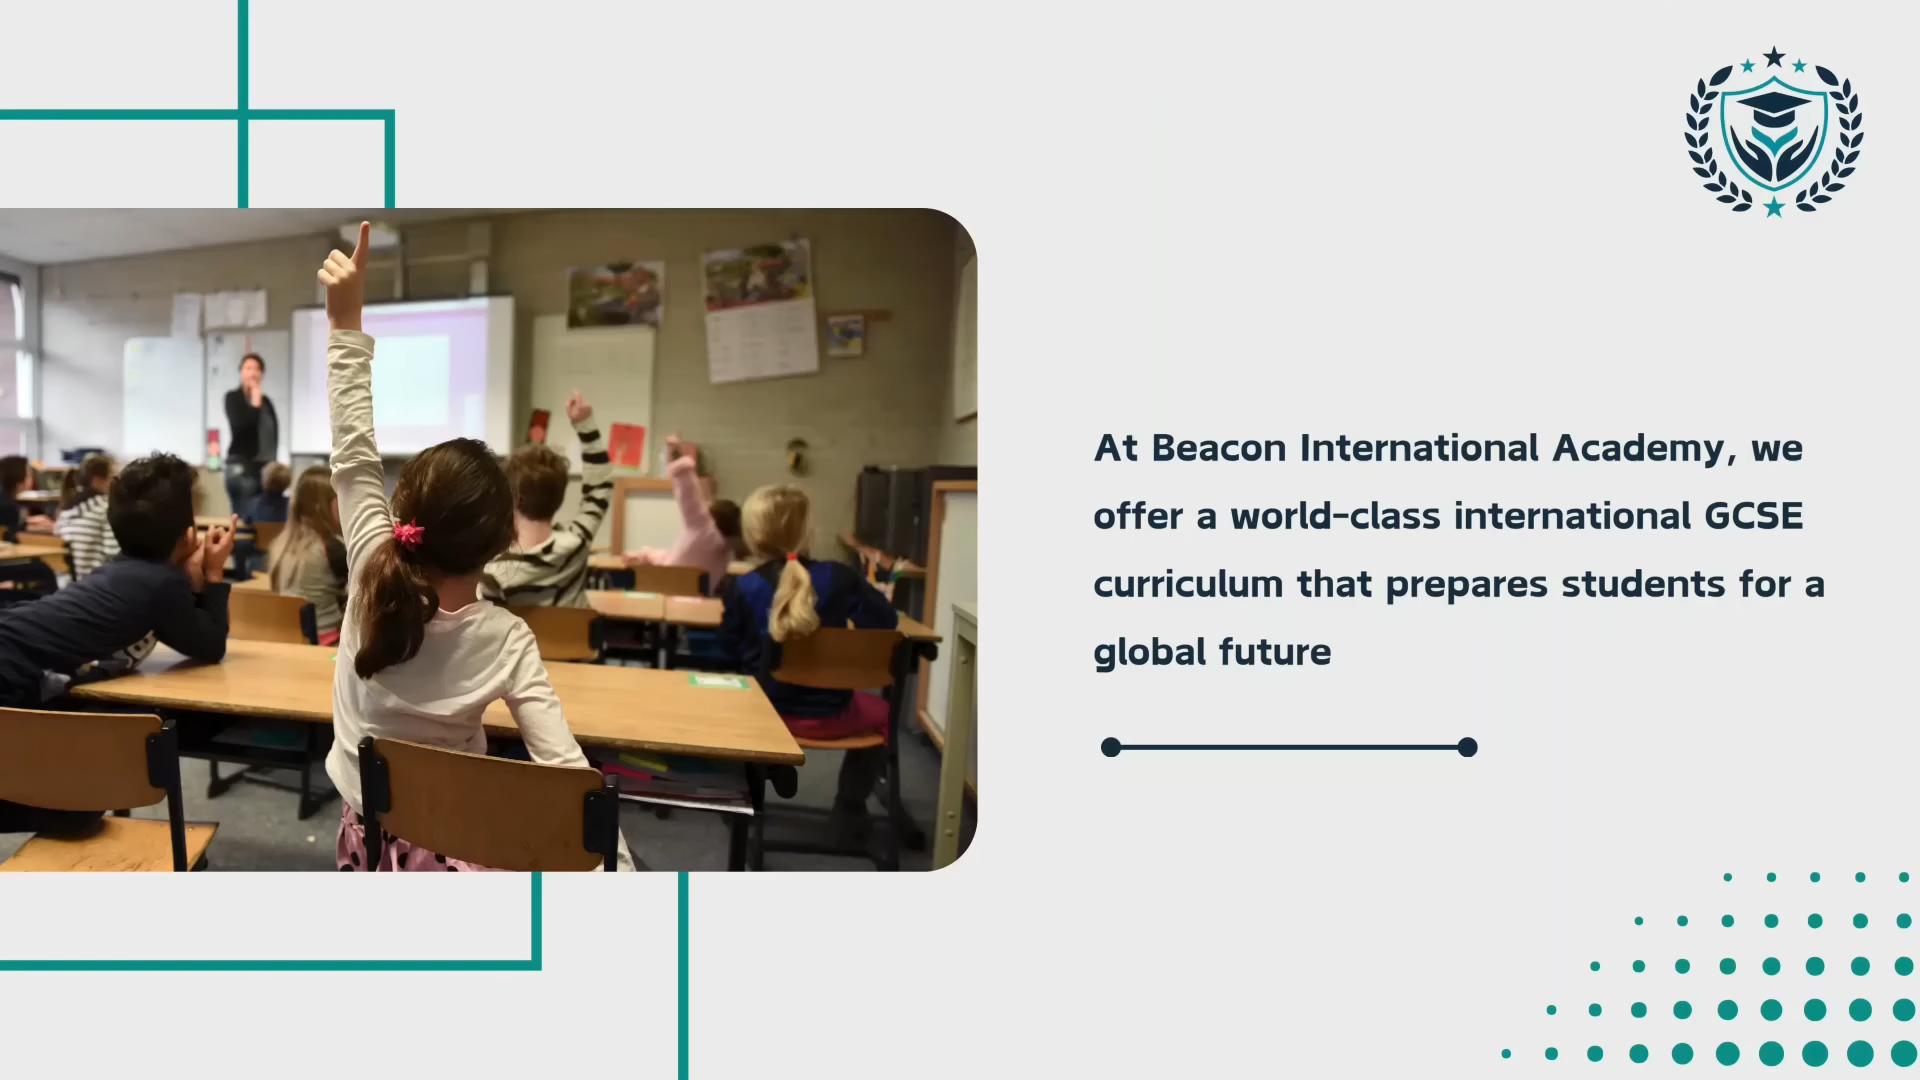 At Beacon International Academy, we
offer a world-class international GCSE
curriculum that prepares students for a
global future